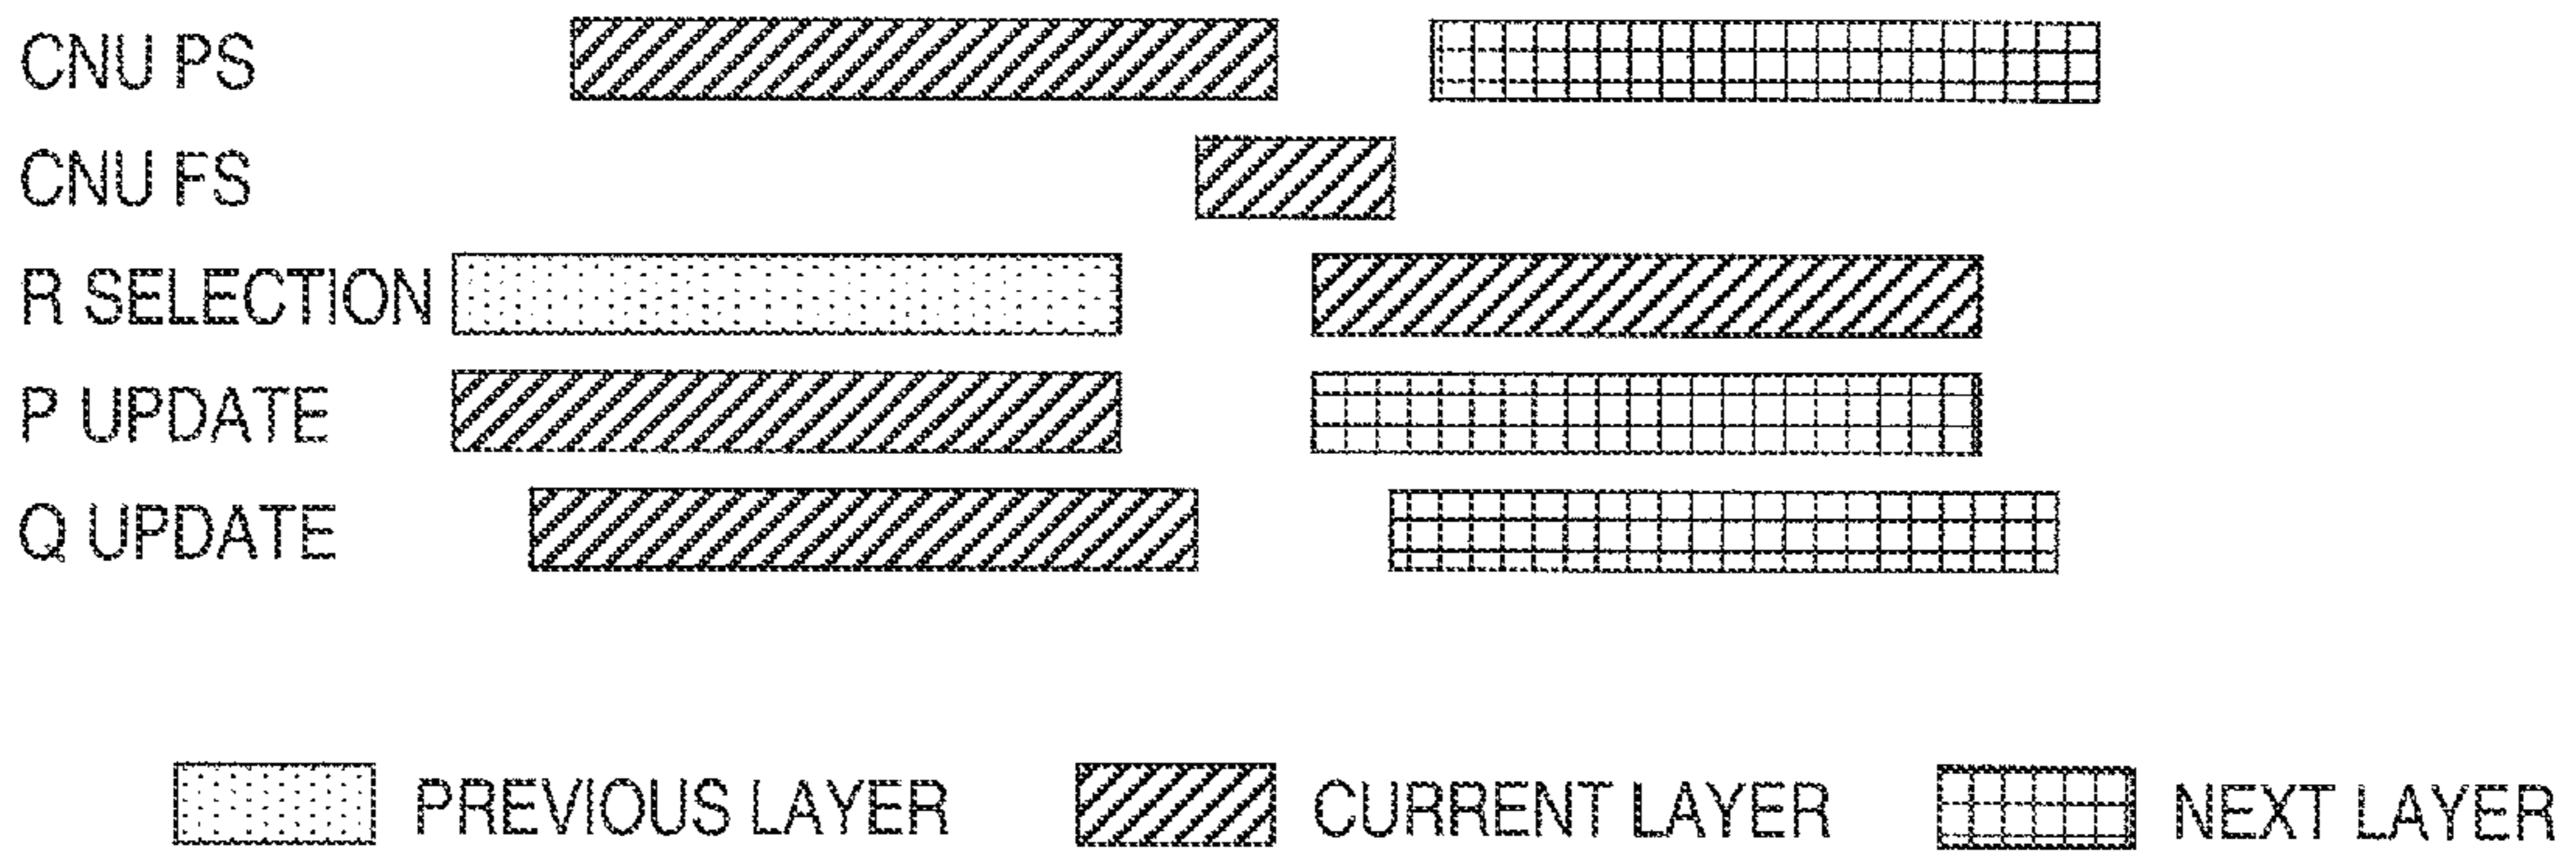 CNU PS
CNU FS
R SELECTION
P UPDATE
Q UPDATE
PREVIOUS LAYER
CURRENT LAYER
NEXT LAYER